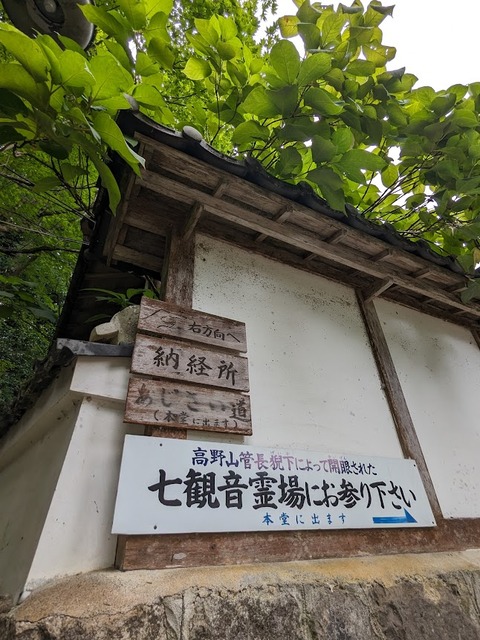 右方向へ
納経所
あじさい道
(本堂に出ます)
高野山管長猊下によって開眼された
七観音霊場にお参り下さい
本堂に出ます